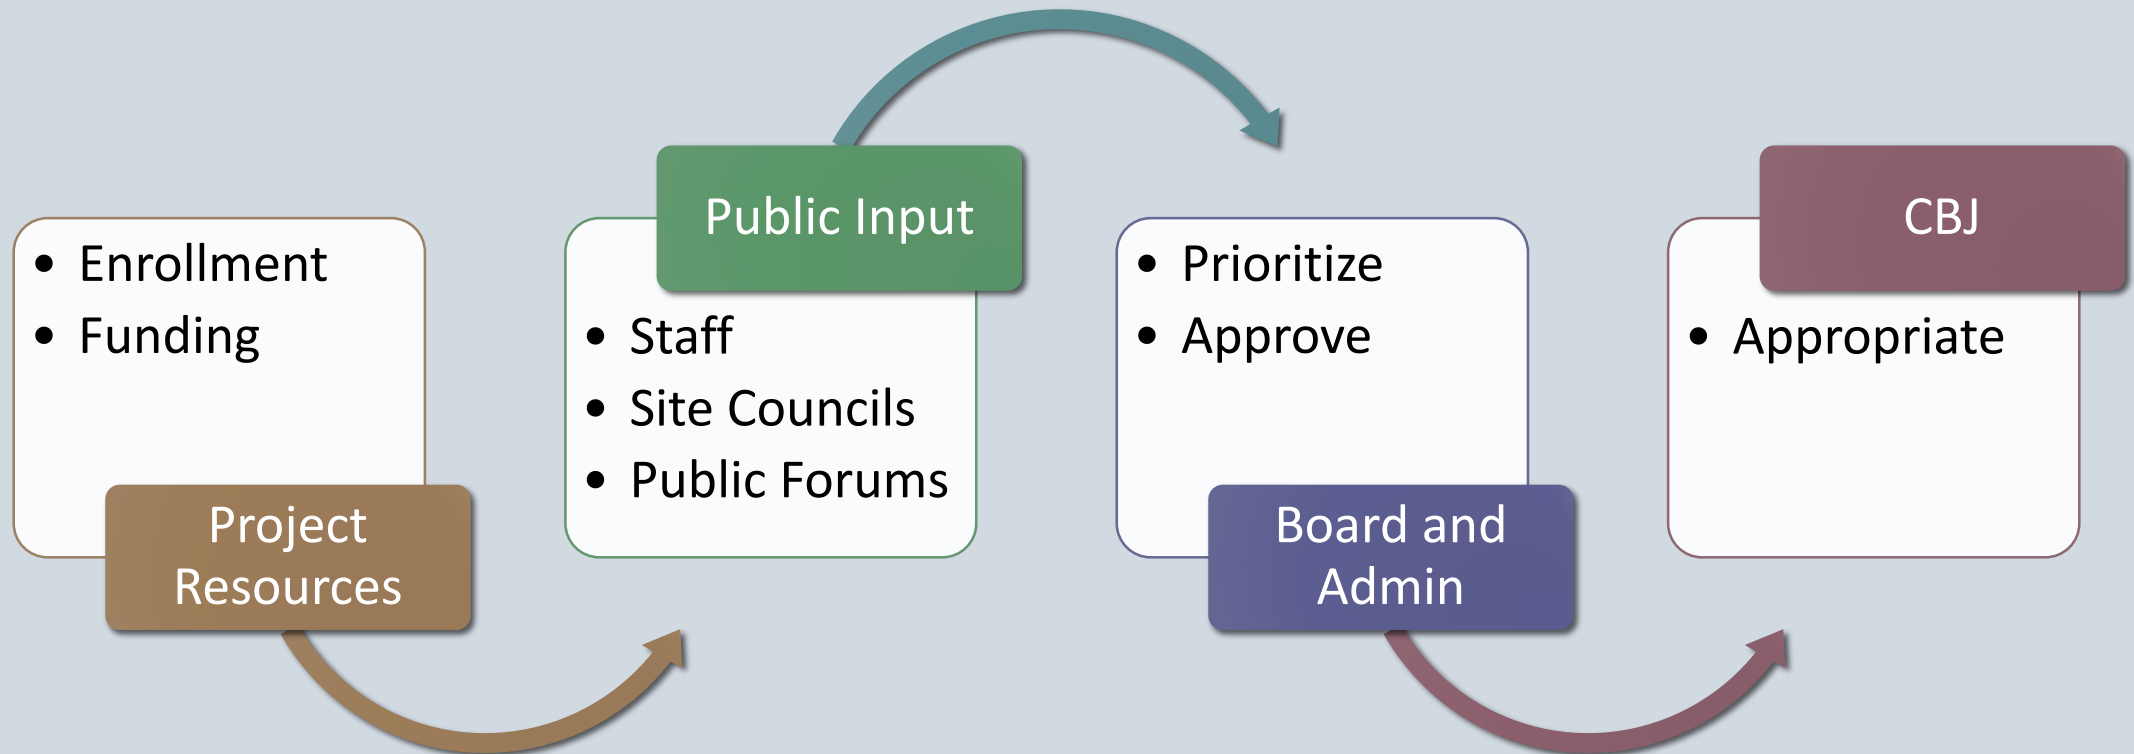 • Enrollment
• Funding
Project
Resources
Public Input
• Staff
• Site Councils
• Public Forums
• Prioritize
• Approve
Board and
Admin
CBJ
• Appropriate